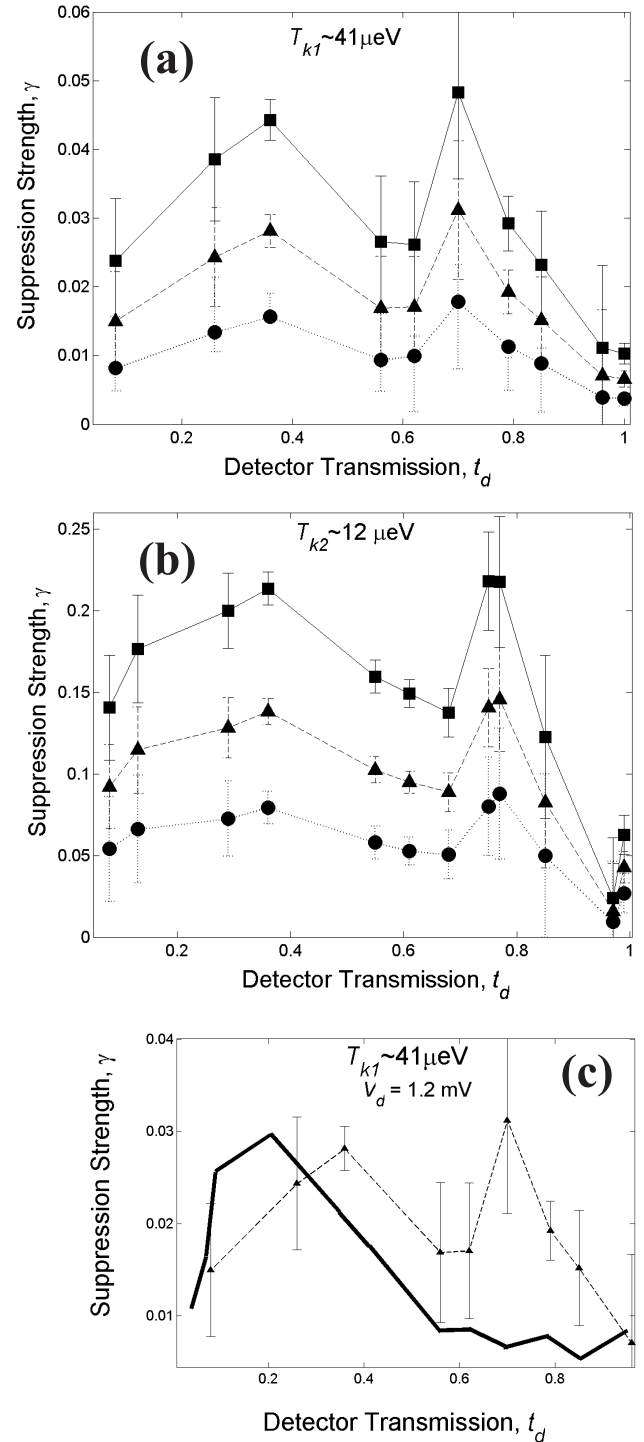 0.06
T_k1~41μeV
(a)
0.05
0.04
0.03
0.02
0.01
0
Suppression Strength, γ
0.2 0.4 0.6 0.8 1
Detector Transmission, t_d
0.25
T_k2~12 μeV
(b)
0.2
0.15
0.1
0.05
0
Suppression Strength, γ
0.2 0.4 0.6 0.8 1
Detector Transmission, t_d
0.04
T_k1~41μeV
(c)
V_d = 1.2 mV
0.03
0.02
0.01
Suppression Strength, γ
0.2 0.4 0.6 0.8
Detector Transmission, t_d